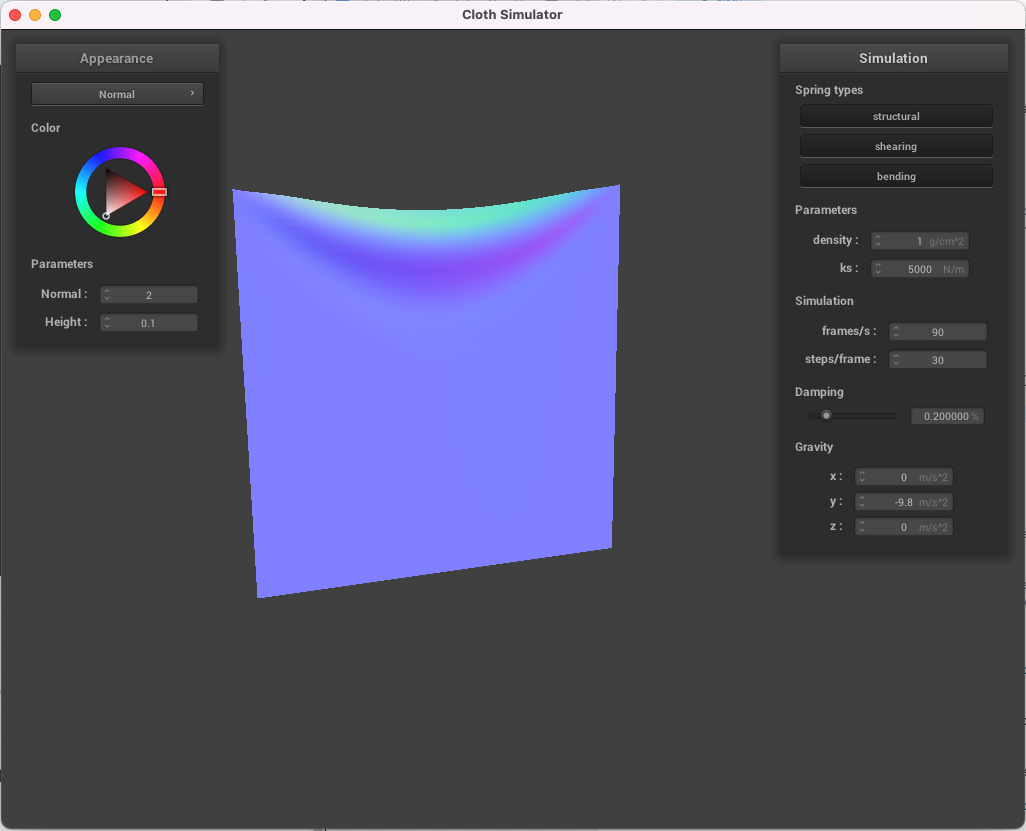 Cloth Simulator
Appearance
Normal
Color
Parameters
Normal : 2
Height : 0.1
Simulation
Spring types
structural
shearing
bending
Parameters
density : 1 g/cm^2
ks : 5000 N/m
Simulation
frames/s : 90
steps/frame : 30
Damping
0.200000 %
Gravity
x : 0 m/s^2
y : -9.8 m/s^2
z : 0 m/s^2